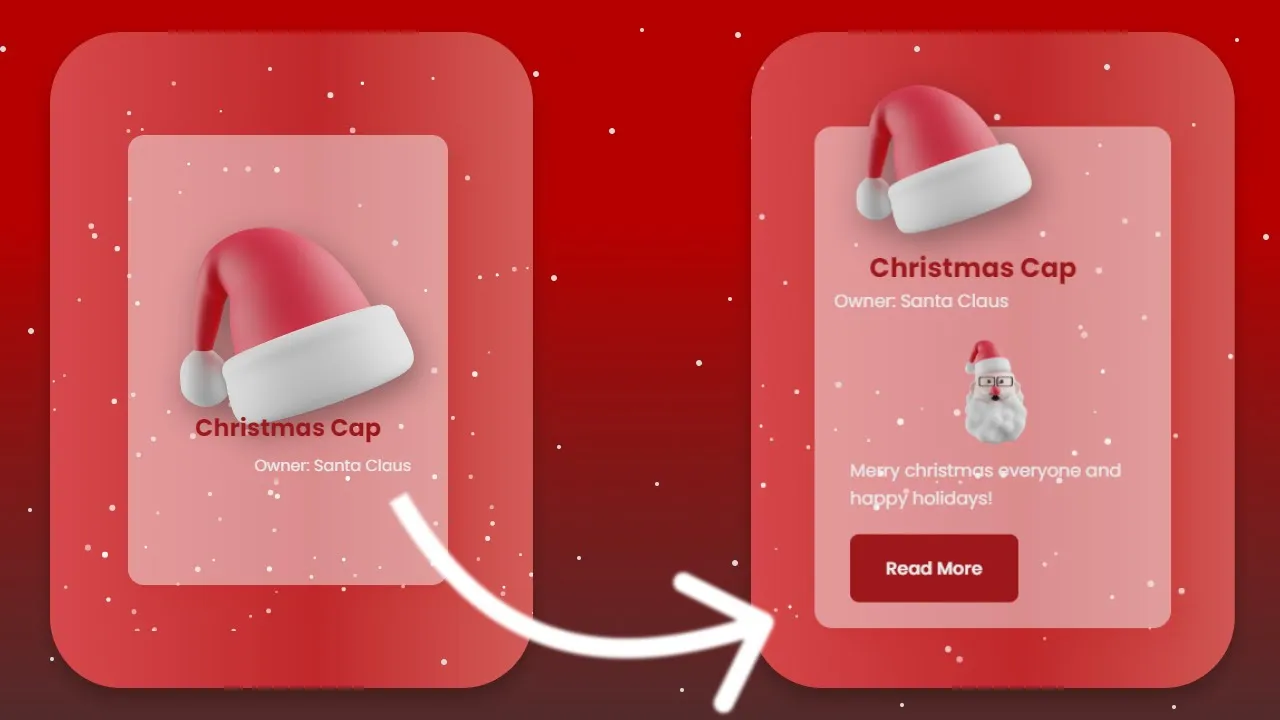 Christmas Cap
Owner: Santa Claus
Christmas Cap
Owner: Santa Claus
Merry christmas everyone and
happy holidays!
Read More